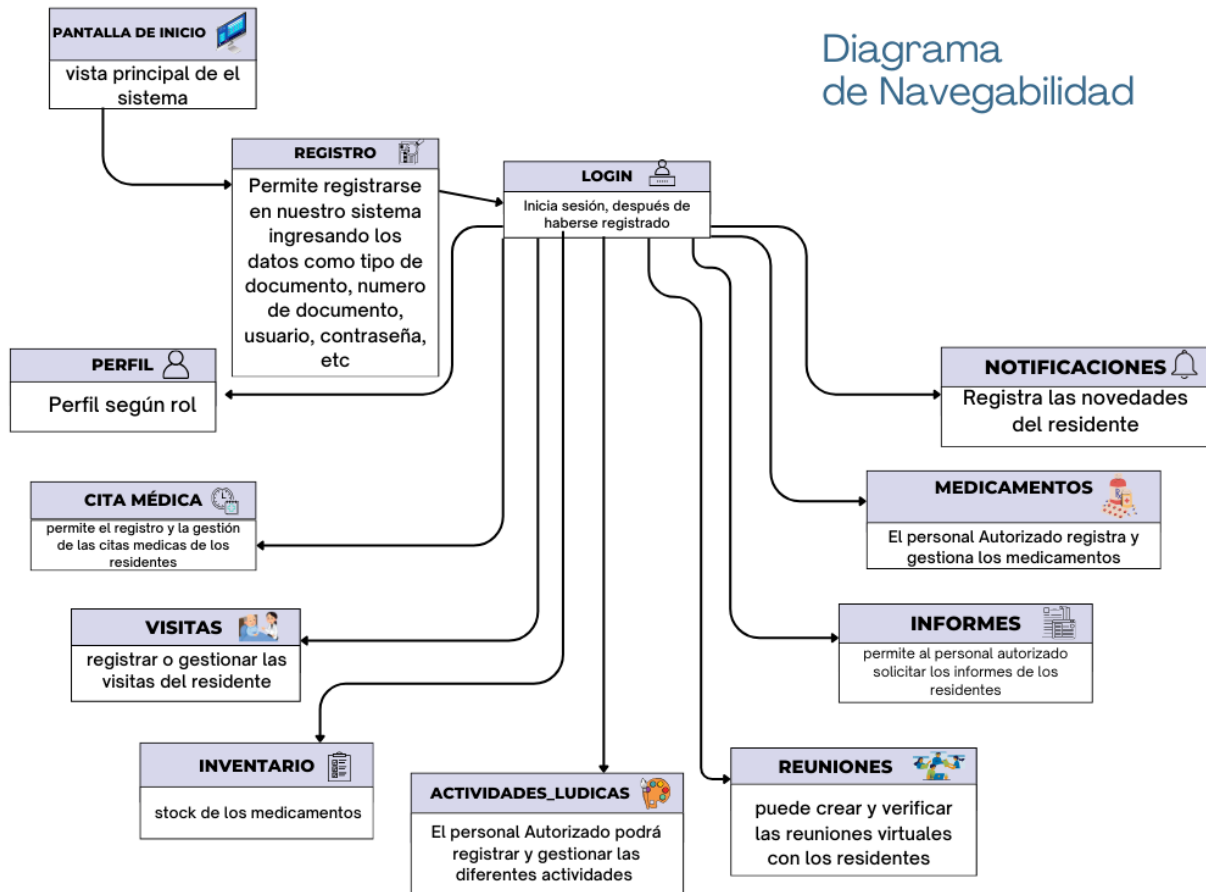 PANTALLA DE INICIO
vista principal de el
sistema
Diagrama
de Navegabilidad
REGISTRO
Permite registrarse
en nuestro sistema
ingresando los
datos como tipo de
documento, numero
de documento,
usuario, contraseña,
etc
LOGIN
Inicia sesión, después de
haberse registrado
PERFIL
Perfil según rol
NOTIFICACIONES
Registra las novedades
del residente
CITA MÉDICA
permite el registro y la gestión
de las citas medicas de los
residentes
MEDICAMENTOS
El personal Autorizado registra y
gestiona los medicamentos
VISITAS
registrar o gestionar las
visitas del residente
INFORMES
permite al personal autorizado
solicitar los informes de los
residentes
INVENTARIO
stock de los medicamentos
ACTIVIDADES_LUDICAS
El personal Autorizado podrá
registrar y gestionar las
diferentes actividades
REUNIONES
puede crear y verificar
las reuniones virtuales
con los residentes